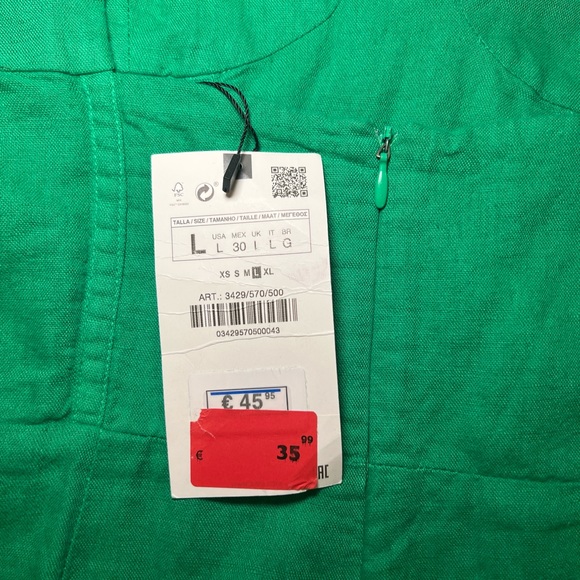 TALLA / SIZE / TAMANHO / TAILLE / MAAT / ΜΕΓΕΘΟΣ
L USA L MEX 30 UK I IT L BR G
XS S M L XL
ART.: 3429/570/500
03429570500043
€ 45 95
€ 35 99